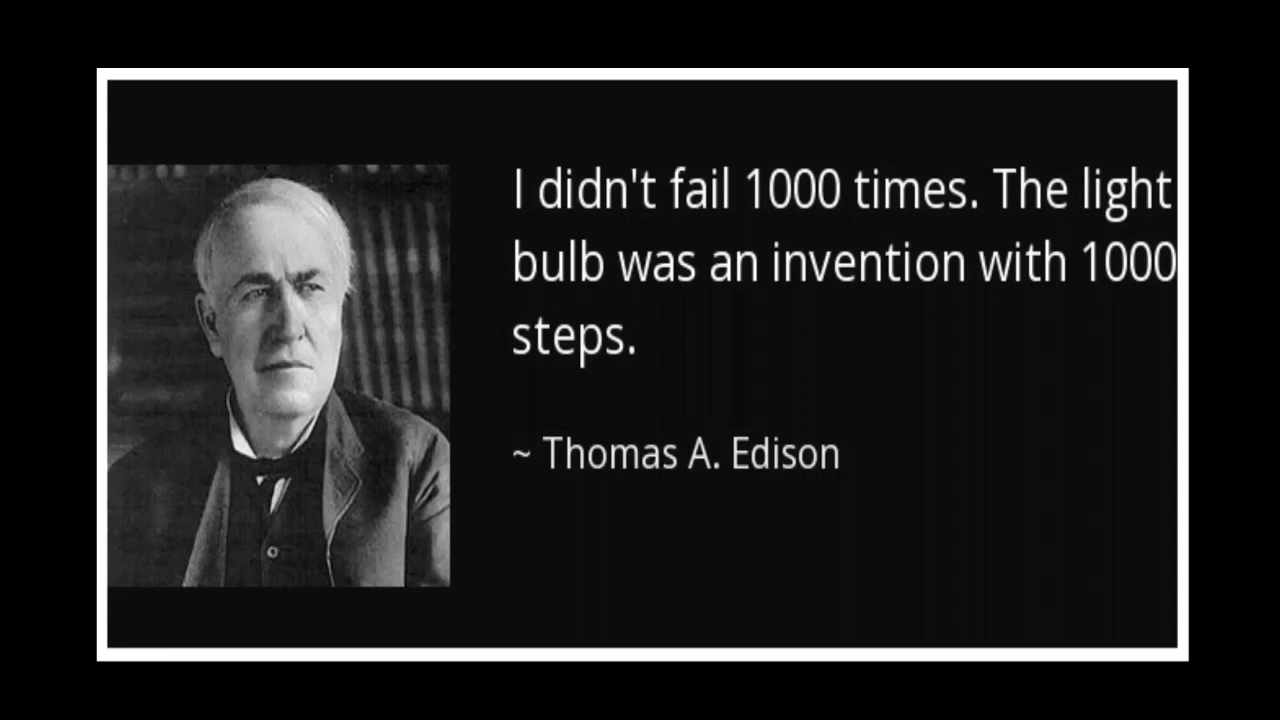 I didn't fail 1000 times. The light
bulb was an invention with 1000
steps.
~ Thomas A. Edison